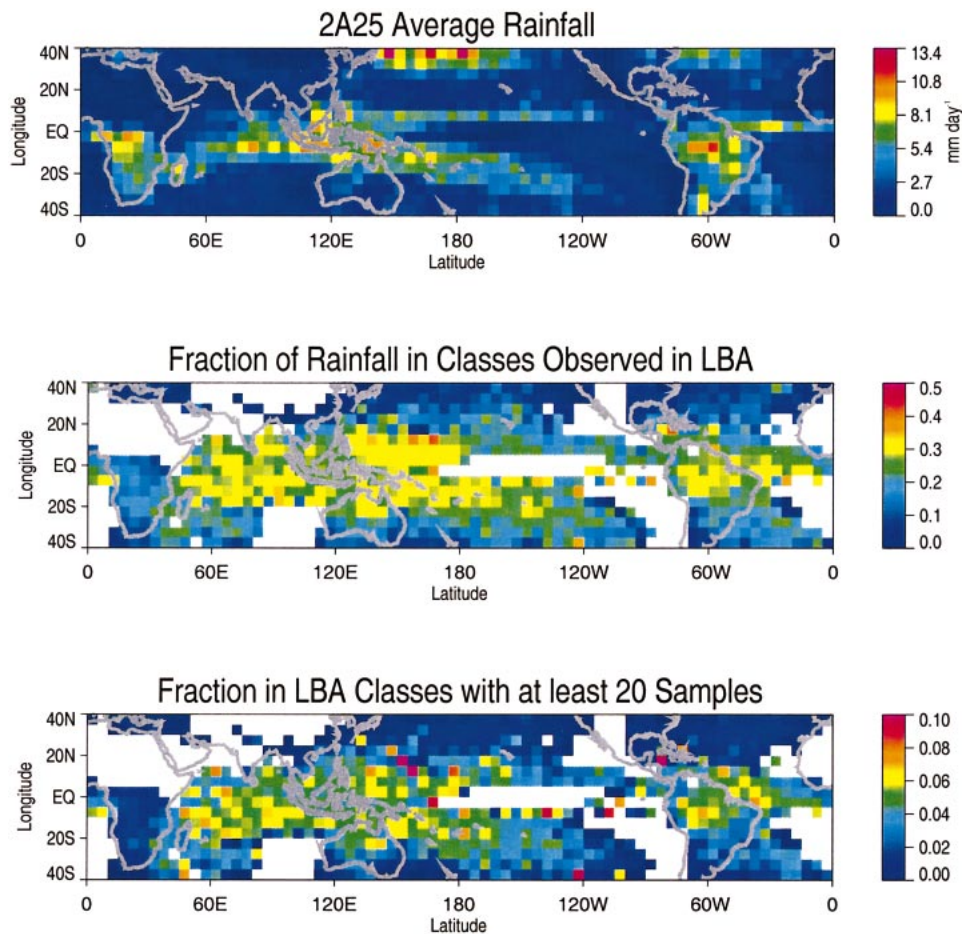 2A25 Average Rainfall
40N
20N
EQ
20S
40S
Longitude
0 60E 120E 180 120W 60W 0
Latitude
13.4
10.8
8.1
5.4
2.7
0.0
mm day⁻¹
Fraction of Rainfall in Classes Observed in LBA
40N
20N
EQ
20S
40S
Longitude
0 60E 120E 180 120W 60W 0
Latitude
0.5
0.4
0.3
0.2
0.1
0.0
Fraction in LBA Classes with at least 20 Samples
40N
20N
EQ
20S
40S
Longitude
0 60E 120E 180 120W 60W 0
Latitude
0.10
0.08
0.06
0.04
0.02
0.00